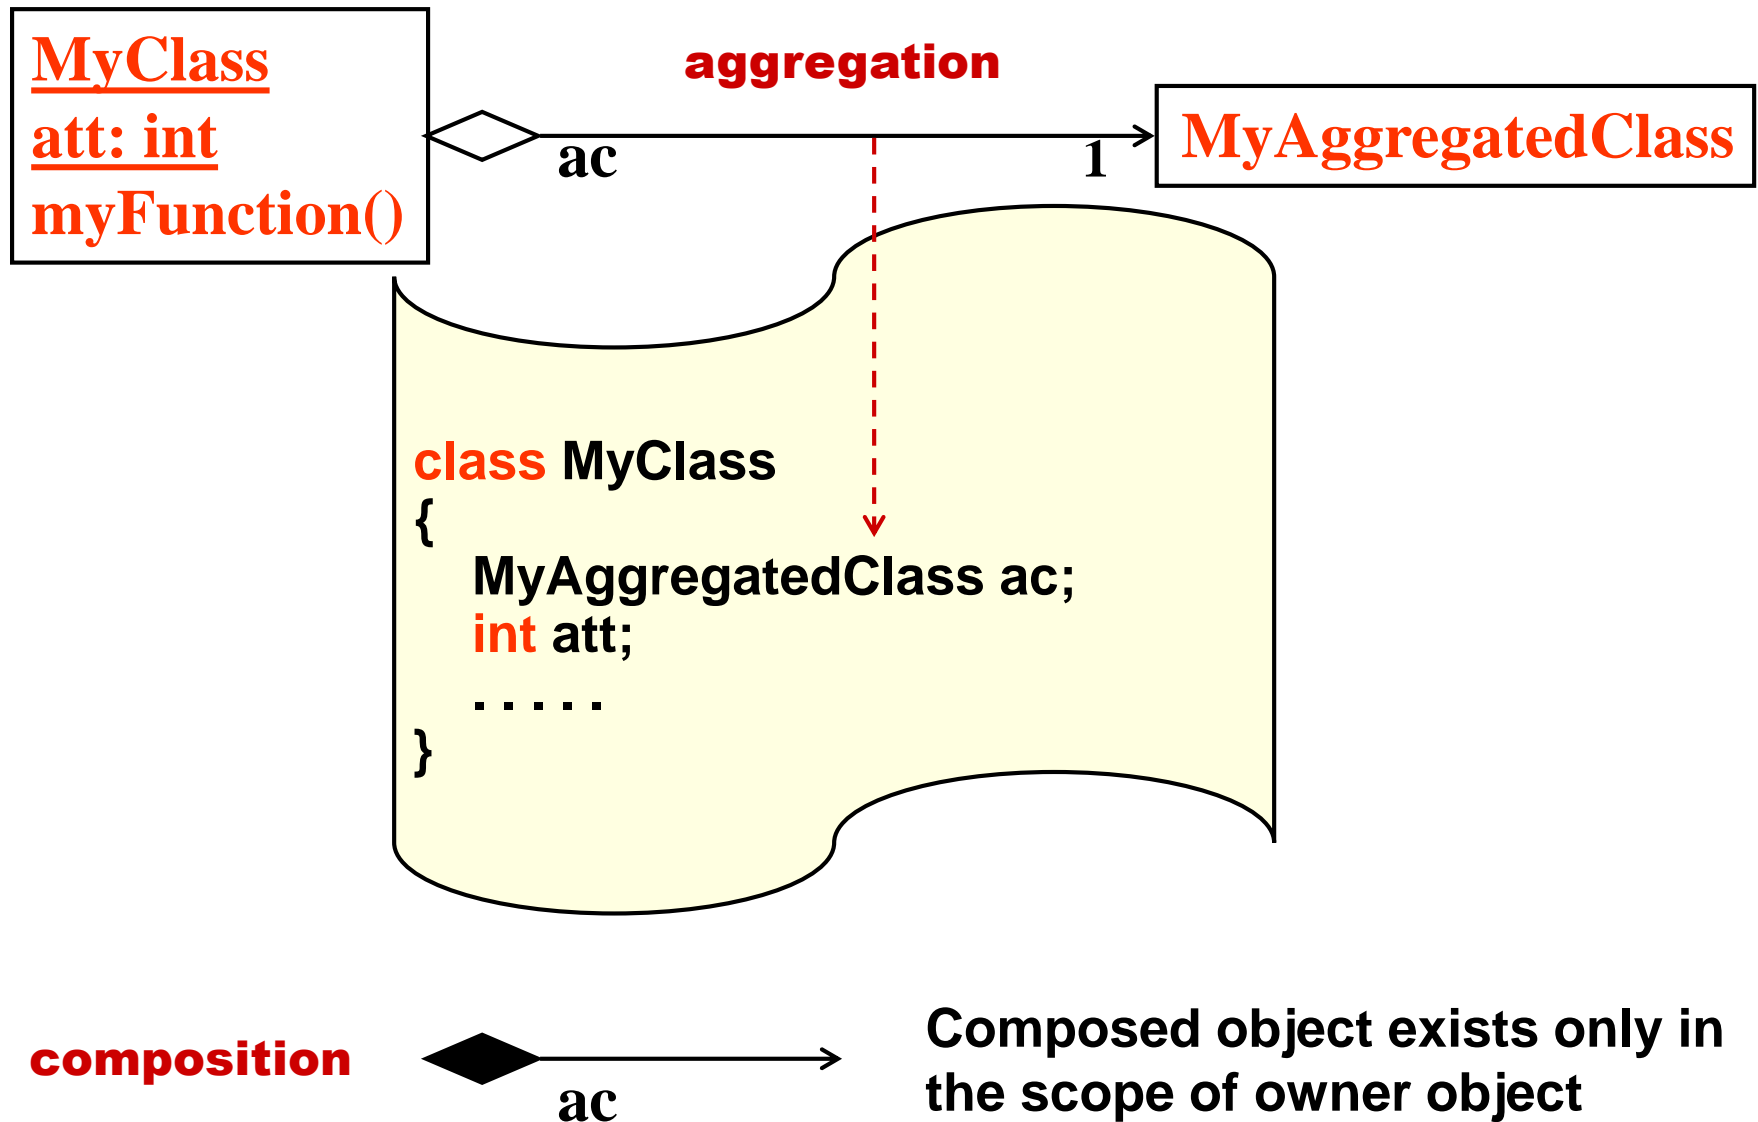 MyClass
att: int
myFunction()
aggregation
ac
1
MyAggregatedClass
class MyClass
{
MyAggregatedClass ac;
int att;
. . . . .
}
composition
ac
Composed object exists only in
the scope of owner object